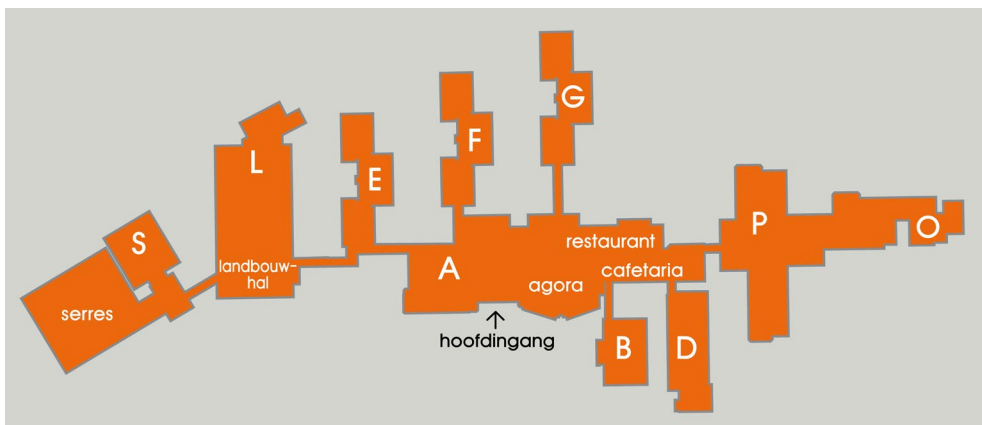 G
F
L
E
P
O
S
restaurant
A
landbouw-
hal
cafetaria
agora
serres
hoofdingang
B
D